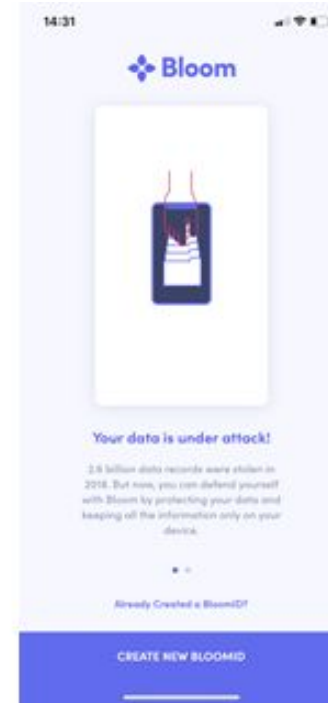 14:31
Bloom
Your data is under attack!
2.6 billion data records were stolen in
2018. But now, you can defend yourself
with Bloom by protecting your data and
keeping all the information only on your
device.
Already Created a BloomID?
CREATE NEW BLOOMID